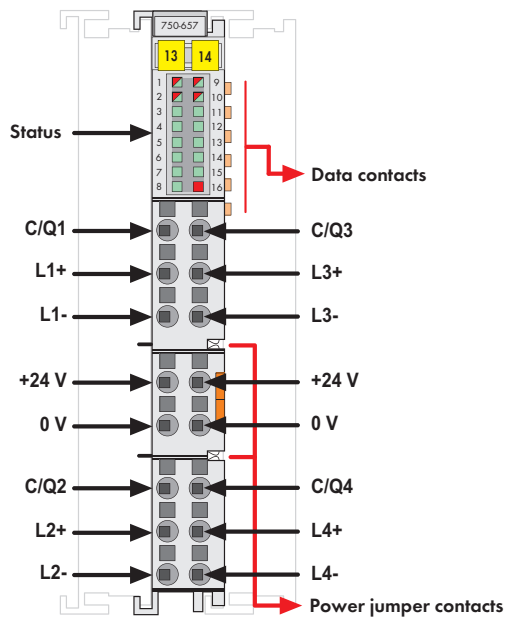 750-657
13 14
1 9
2 10
3 11
4 12
5 13
6 14
7 15
8 16
Status
Data contacts
C/Q1 C/Q3
L1+ L3+
L1- L3-
+24 V +24 V
0 V 0 V
C/Q2 C/Q4
L2+ L4+
L2- L4-
Power jumper contacts